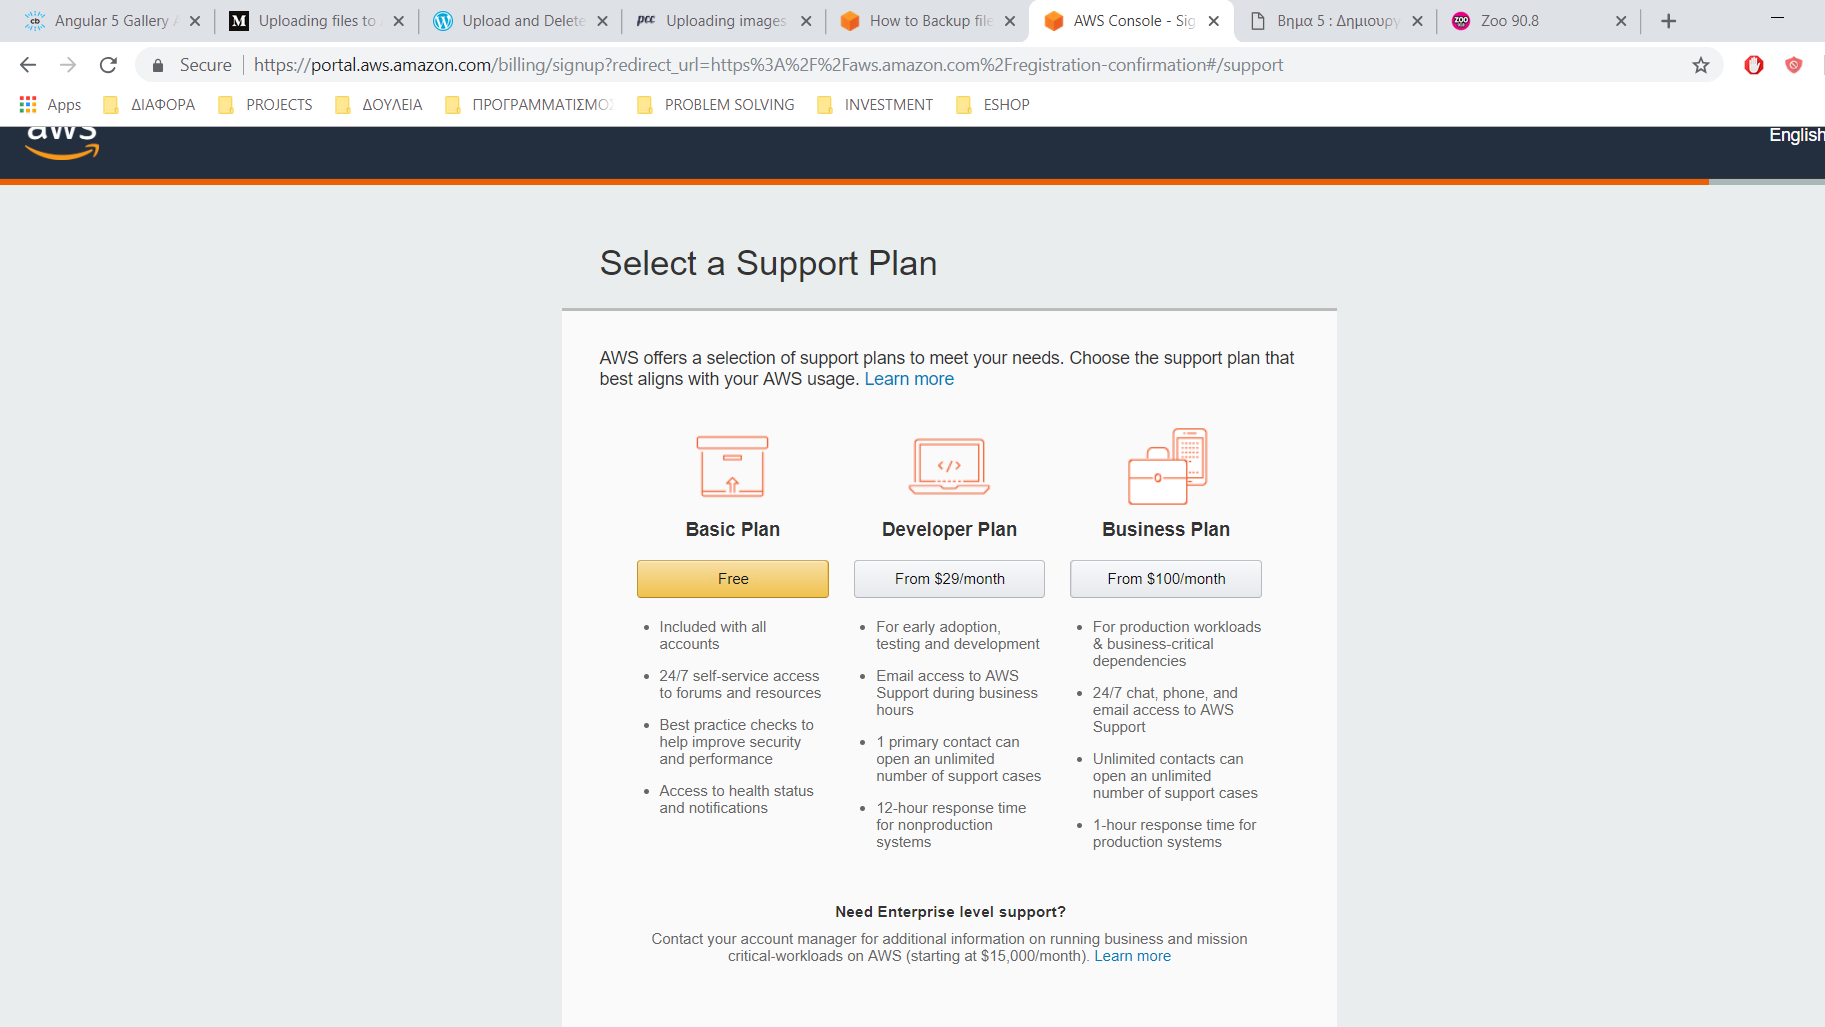 Angular 5 Gallery
Uploading files to
Upload and Delete
pcc Uploading images
How to Backup file
AWS Console - Sig
Βημα 5 : Δημιουργ
Zoo 90.8
Secure
https://portal.aws.amazon.com/billing/signup?redirect_url=https%3A%2F%2Faws.amazon.com%2Fregistration-confirmation#/support
Apps
ΔΙΑΦΟΡΑ
PROJECTS
ΔΟΥΛΕΙΑ
ΠΡΟΓΡΑΜΜΑΤΙΣΜΟΣ
PROBLEM SOLVING
INVESTMENT
ESHOP
aws
English
Select a Support Plan
AWS offers a selection of support plans to meet your needs. Choose the support plan that
best aligns with your AWS usage. Learn more
Basic Plan
Free
• Included with all
accounts
• 24/7 self-service access
to forums and resources
• Best practice checks to
help improve security
and performance
• Access to health status
and notifications
Developer Plan
From $29/month
• For early adoption,
testing and development
• Email access to AWS
Support during business
hours
• 1 primary contact can
open an unlimited
number of support cases
• 12-hour response time
for nonproduction
systems
Business Plan
From $100/month
• For production workloads
& business-critical
dependencies
• 24/7 chat, phone, and
email access to AWS
Support
• Unlimited contacts can
open an unlimited
number of support cases
• 1-hour response time for
production systems
Need Enterprise level support?
Contact your account manager for additional information on running business and mission
critical-workloads on AWS (starting at $15,000/month). Learn more